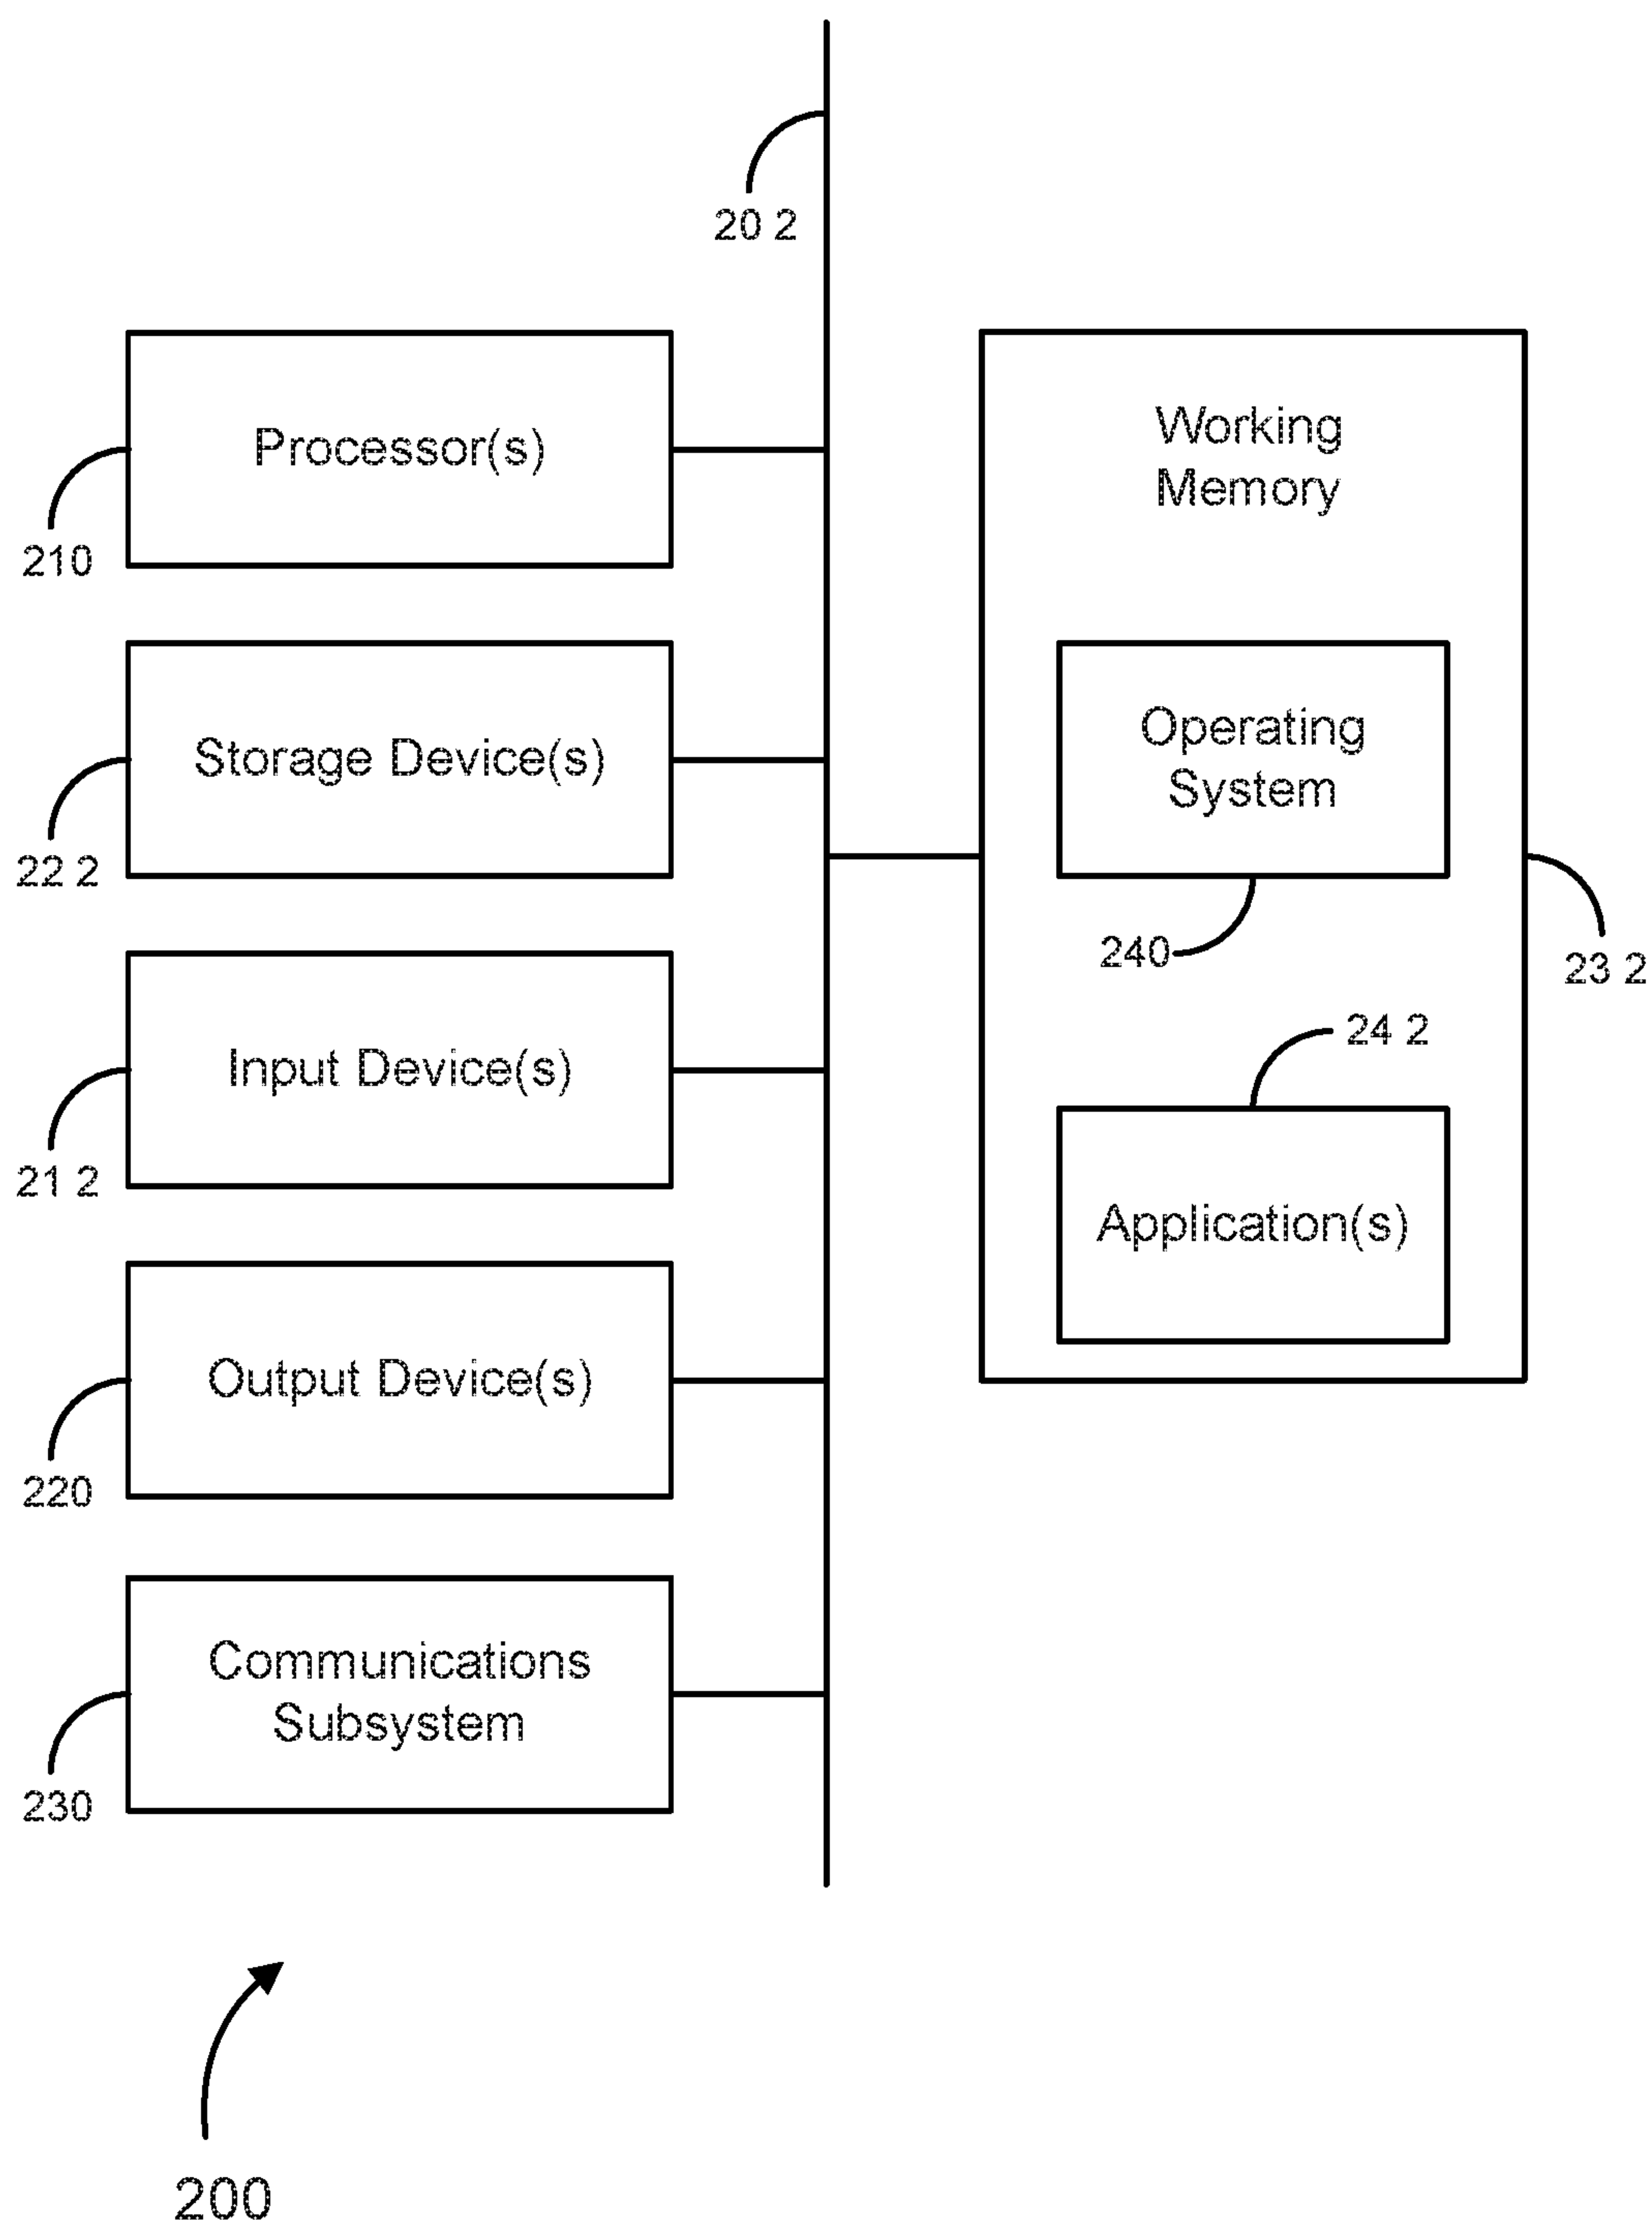 20 2
Processor(s)
210
Working
Memory
Storage Device(s)
22 2
Operating
System
240
23 2
Input Device(s)
21 2
24 2
Application(s)
Output Device(s)
220
Communications
Subsystem
230
200